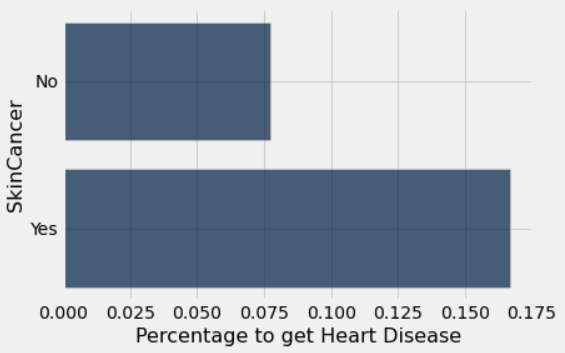 SkinCancer
No
Yes
0.000 0.025 0.050 0.075 0.100 0.125 0.150 0.175
Percentage to get Heart Disease